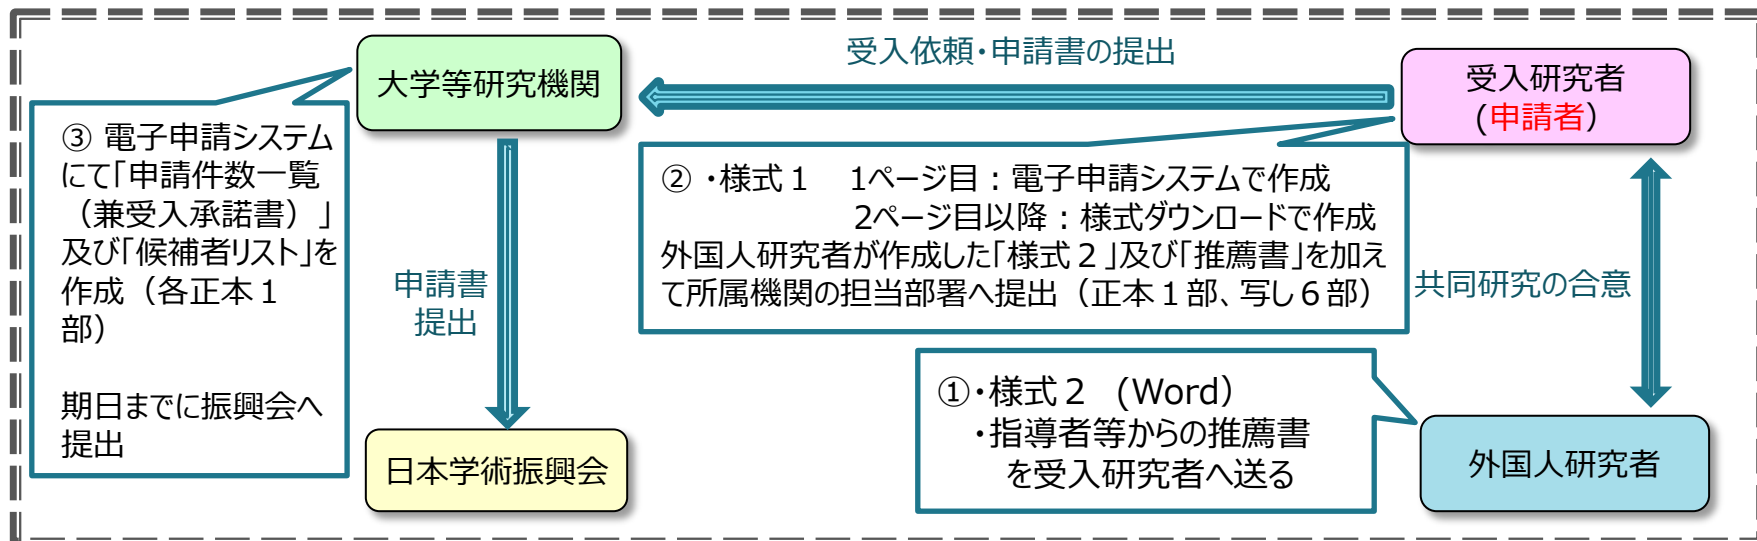 大学等研究機関
受入依頼・申請書の提出
受入研究者
(申請者)
③ 電子申請システム
にて「申請件数一覧
（兼受入承諾書）」
及び「候補者リスト」を
作成（各正本１
部）
期日までに振興会へ
提出
② ・様式１　1ページ目：電子申請システムで作成
2ページ目以降：様式ダウンロードで作成
外国人研究者が作成した「様式２」及び「推薦書」を加え
て所属機関の担当部署へ提出（正本１部、写し６部）
申請書
提出
共同研究の合意
①・様式２ (Word)
・指導者等からの推薦書
を受入研究者へ送る
日本学術振興会
外国人研究者